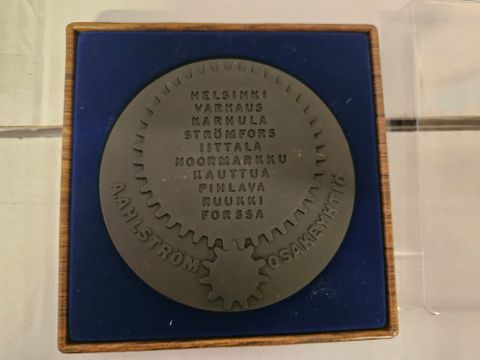 HELSINKI
VARKAUS
KARHULA
STRÖMFORS
IITTALA
NOORMARKKU
KAUTTUA
PIHLAVA
RUUKKI
FORSSA
A.AHLSTRÖM OSAKEYHTIÖ